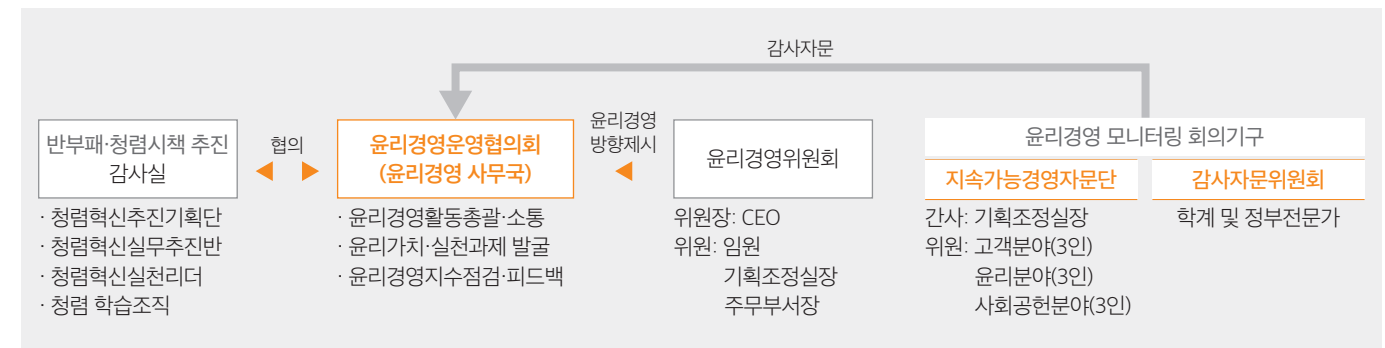 감사자문
반부패·청렴시책 추진
감사실
· 청렴혁신추진기획단
· 청렴혁신실무추진반
· 청렴혁신실천리더
· 청렴 학습조직
협의
윤리경영운영협의회
(윤리경영 사무국)
· 윤리경영활동총괄·소통
· 윤리가치·실천과제 발굴
· 윤리경영지수점검·피드백
윤리경영
방향제시
윤리경영위원회
위원장: CEO
위원: 임원
기획조정실장
주무부서장
윤리경영 모니터링 회의기구
지속가능경영자문단
간사: 기획조정실장
위원: 고객분야(3인)
윤리분야(3인)
사회공헌분야(3인)
감사자문위원회
학계 및 정부전문가